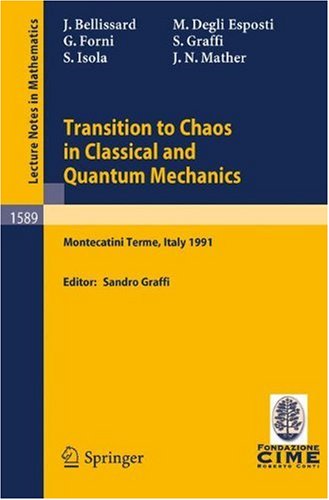 Lecture Notes in Mathematics
1589
J. Bellissard M. Degli Esposti
G. Forni S. Graffi
S. Isola J. N. Mather
Transition to Chaos
in Classical and
Quantum Mechanics
Montecatini Terme, Italy 1991
Editor: Sandro Graffi
Springer
FONDAZIONE
CIME
ROBERTO CONTI